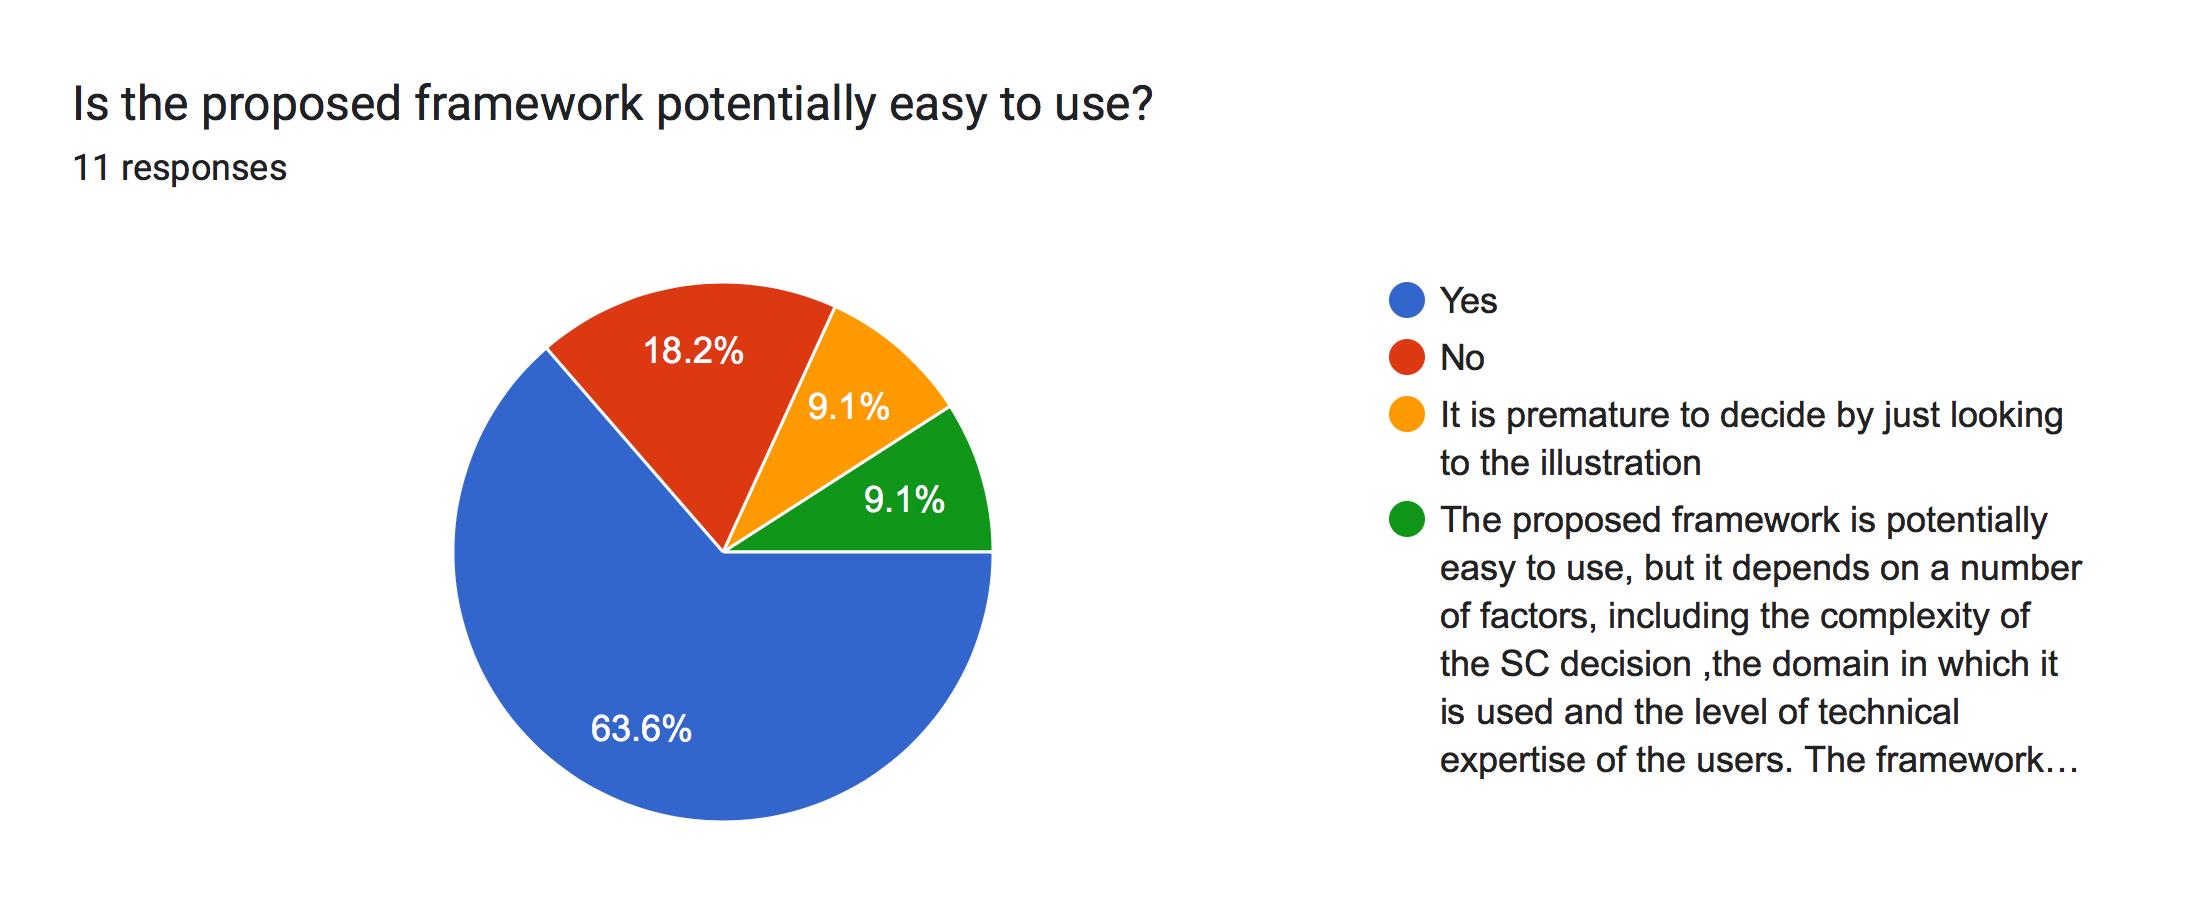 Is the proposed framework potentially easy to use?
11 responses
18.2%
9.1%
9.1%
63.6%
Yes
No
It is premature to decide by just looking
to the illustration
The proposed framework is potentially
easy to use, but it depends on a number
of factors, including the complexity of
the SC decision ,the domain in which it
is used and the level of technical
expertise of the users. The framework…